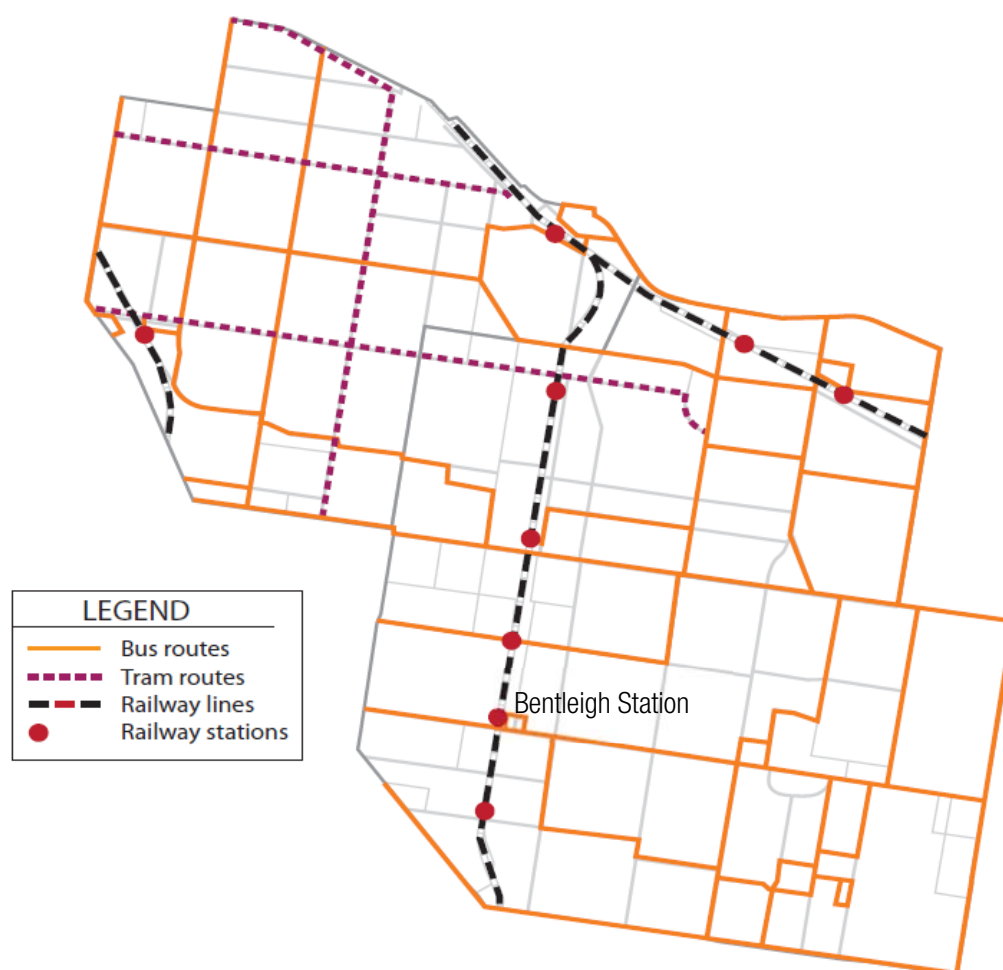 Bentleigh Station
LEGEND
Bus routes
Tram routes
Railway lines
Railway stations